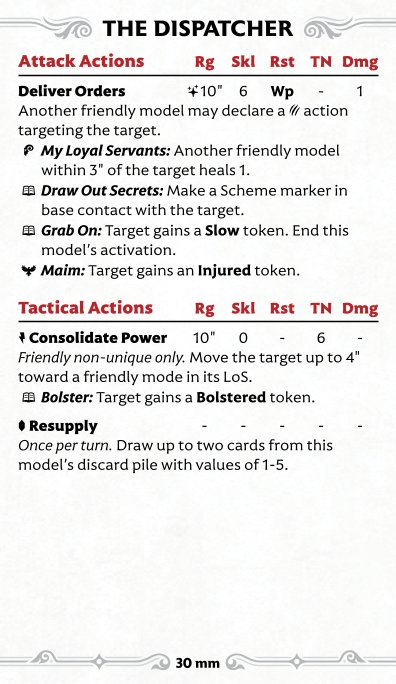 THE DISPATCHER
Attack Actions Rg Skl Rst TN Dmg
Deliver Orders 10" 6 Wp - 1
Another friendly model may declare a action
targeting the target.
My Loyal Servants: Another friendly model
within 3" of the target heals 1.
Draw Out Secrets: Make a Scheme marker in
base contact with the target.
Grab On: Target gains a Slow token. End this
model's activation.
Maim: Target gains an Injured token.
Tactical Actions Rg Skl Rst TN Dmg
Consolidate Power 10" 0 - 6 -
Friendly non-unique only. Move the target up to 4"
toward a friendly mode in its LoS.
Bolster: Target gains a Bolstered token.
Resupply - - - - -
Once per turn. Draw up to two cards from this
model's discard pile with values of 1-5.
30 mm